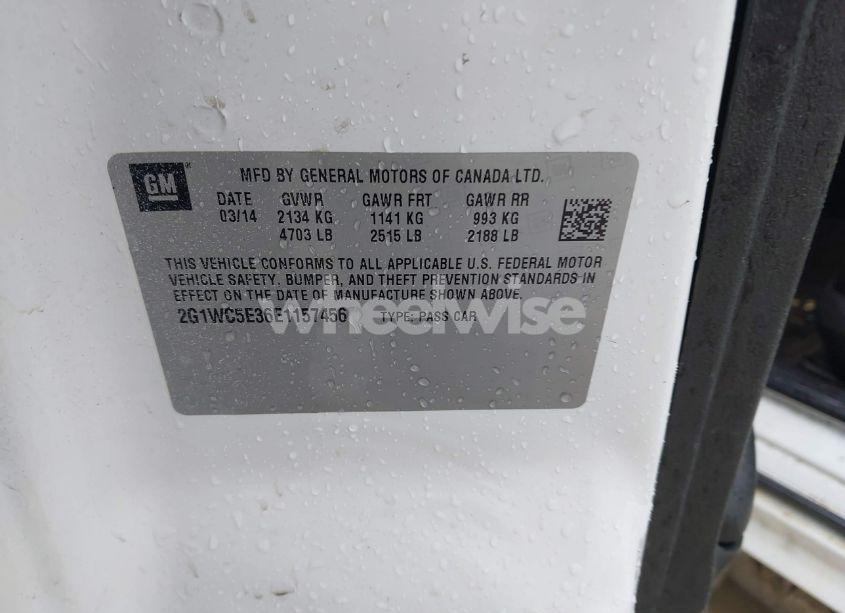 GM
MFD BY GENERAL MOTORS OF CANADA LTD.
DATE GVWR GAWR FRT GAWR RR
03/14 2134 KG 1141 KG 993 KG
4703 LB 2515 LB 2188 LB
THIS VEHICLE CONFORMS TO ALL APPLICABLE U.S. FEDERAL MOTOR
VEHICLE SAFETY, BUMPER, AND THEFT PREVENTION STANDARDS IN
EFFECT ON THE DATE OF MANUFACTURE SHOWN ABOVE.
2G1WC5E36E1157456 TYPE: PASS CAR
wheelwise